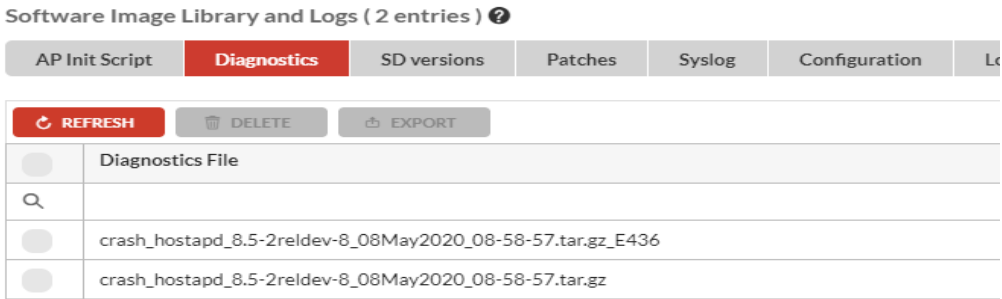 Software Image Library and Logs ( 2 entries ) ?
AP Init Script Diagnostics SD versions Patches Syslog Configuration
REFRESH DELETE EXPORT
Diagnostics File
crash_hostapd_8.5-2reldev-8_08May2020_08-58-57.tar.gz_E436
crash_hostapd_8.5-2reldev-8_08May2020_08-58-57.tar.gz